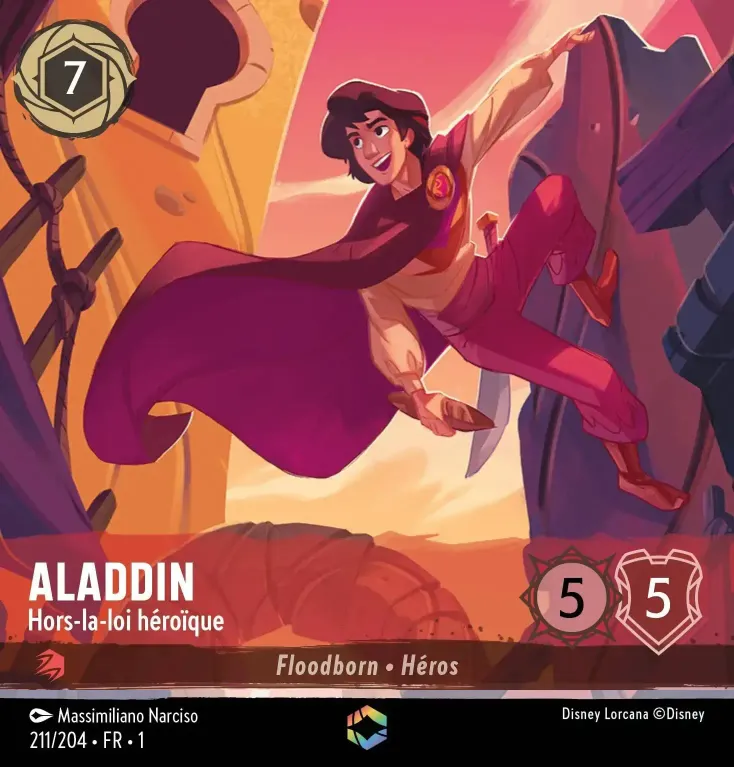 7
ALADDIN
Hors-la-loi héroïque
5
5
Floodborn • Héros
Massimiliano Narciso
Disney Lorcana ©Disney
211/204 • FR • 1